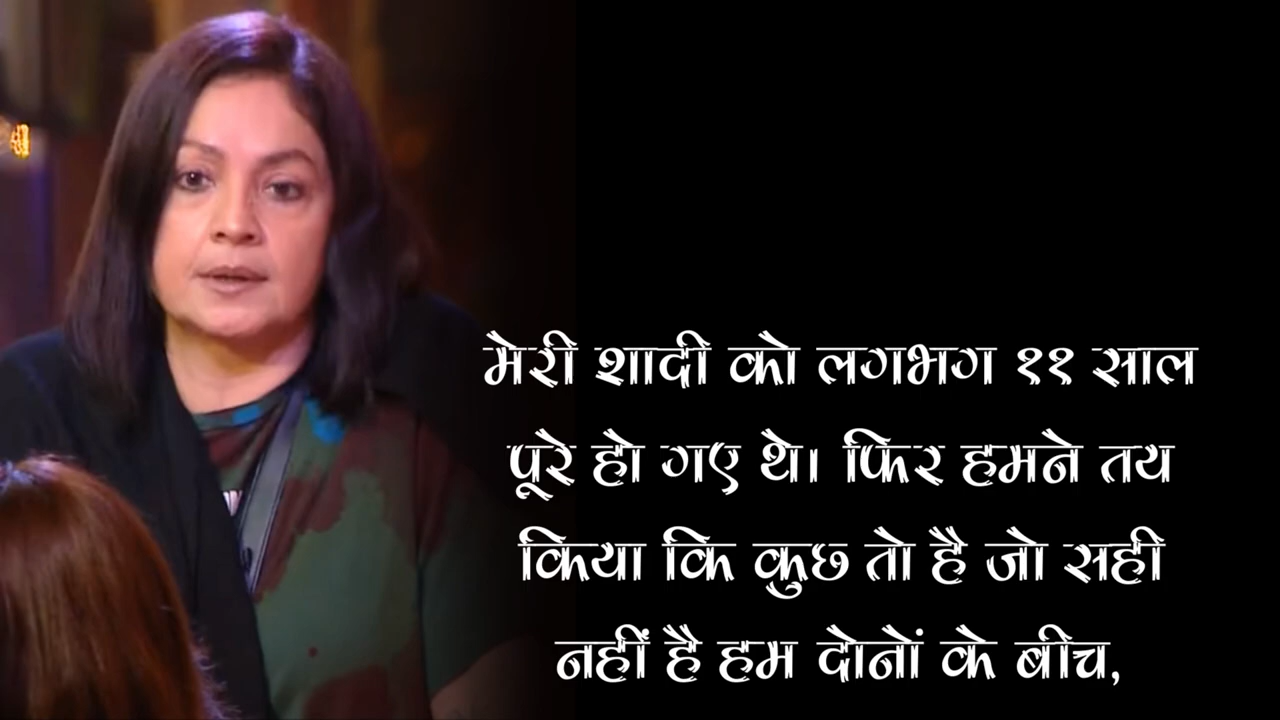 मेरी शादी को लगभग ११ साल
पूरे हो गए थे। फिर हमने तय
किया कि कुछ तो है जो सही
नहीं है हम दोनों के बीच,